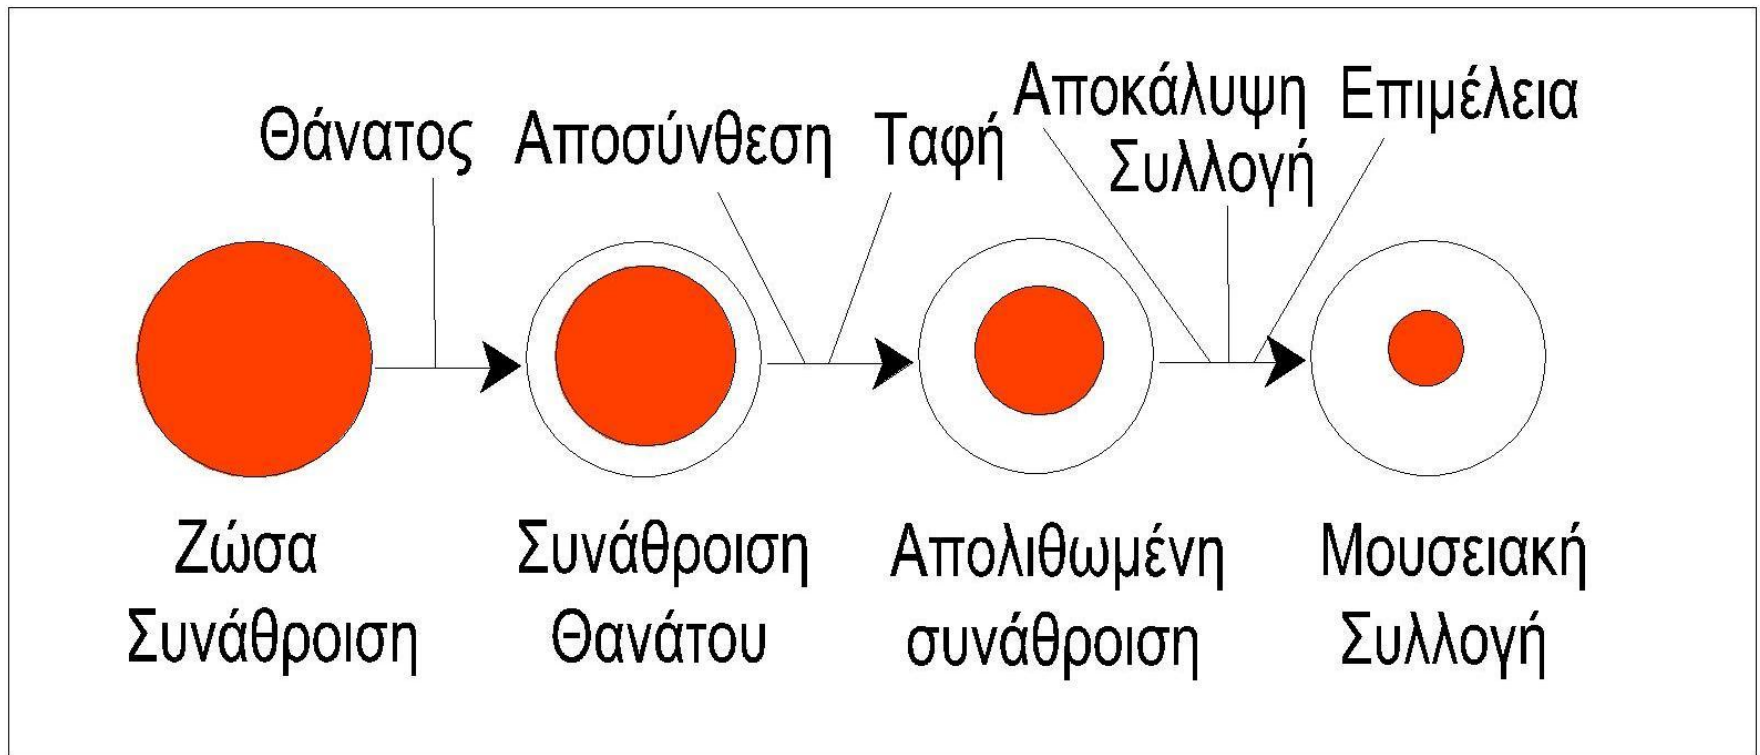 Θάνατος
Αποσύνθεση
Ταφή
Αποκάλυψη
Συλλογή
Επιμέλεια
Ζώσα
Συνάθροιση
Συνάθροιση
Θανάτου
Απολιθωμένη
συνάθροιση
Μουσειακή
Συλλογή